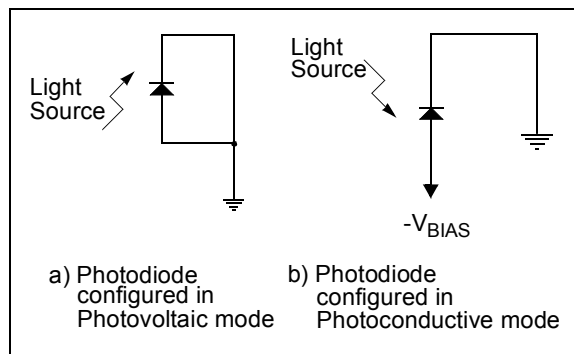 Light
Source
Light
Source
-VBIAS
a) Photodiode
configured in
Photovoltaic mode
b) Photodiode
configured in
Photoconductive mode